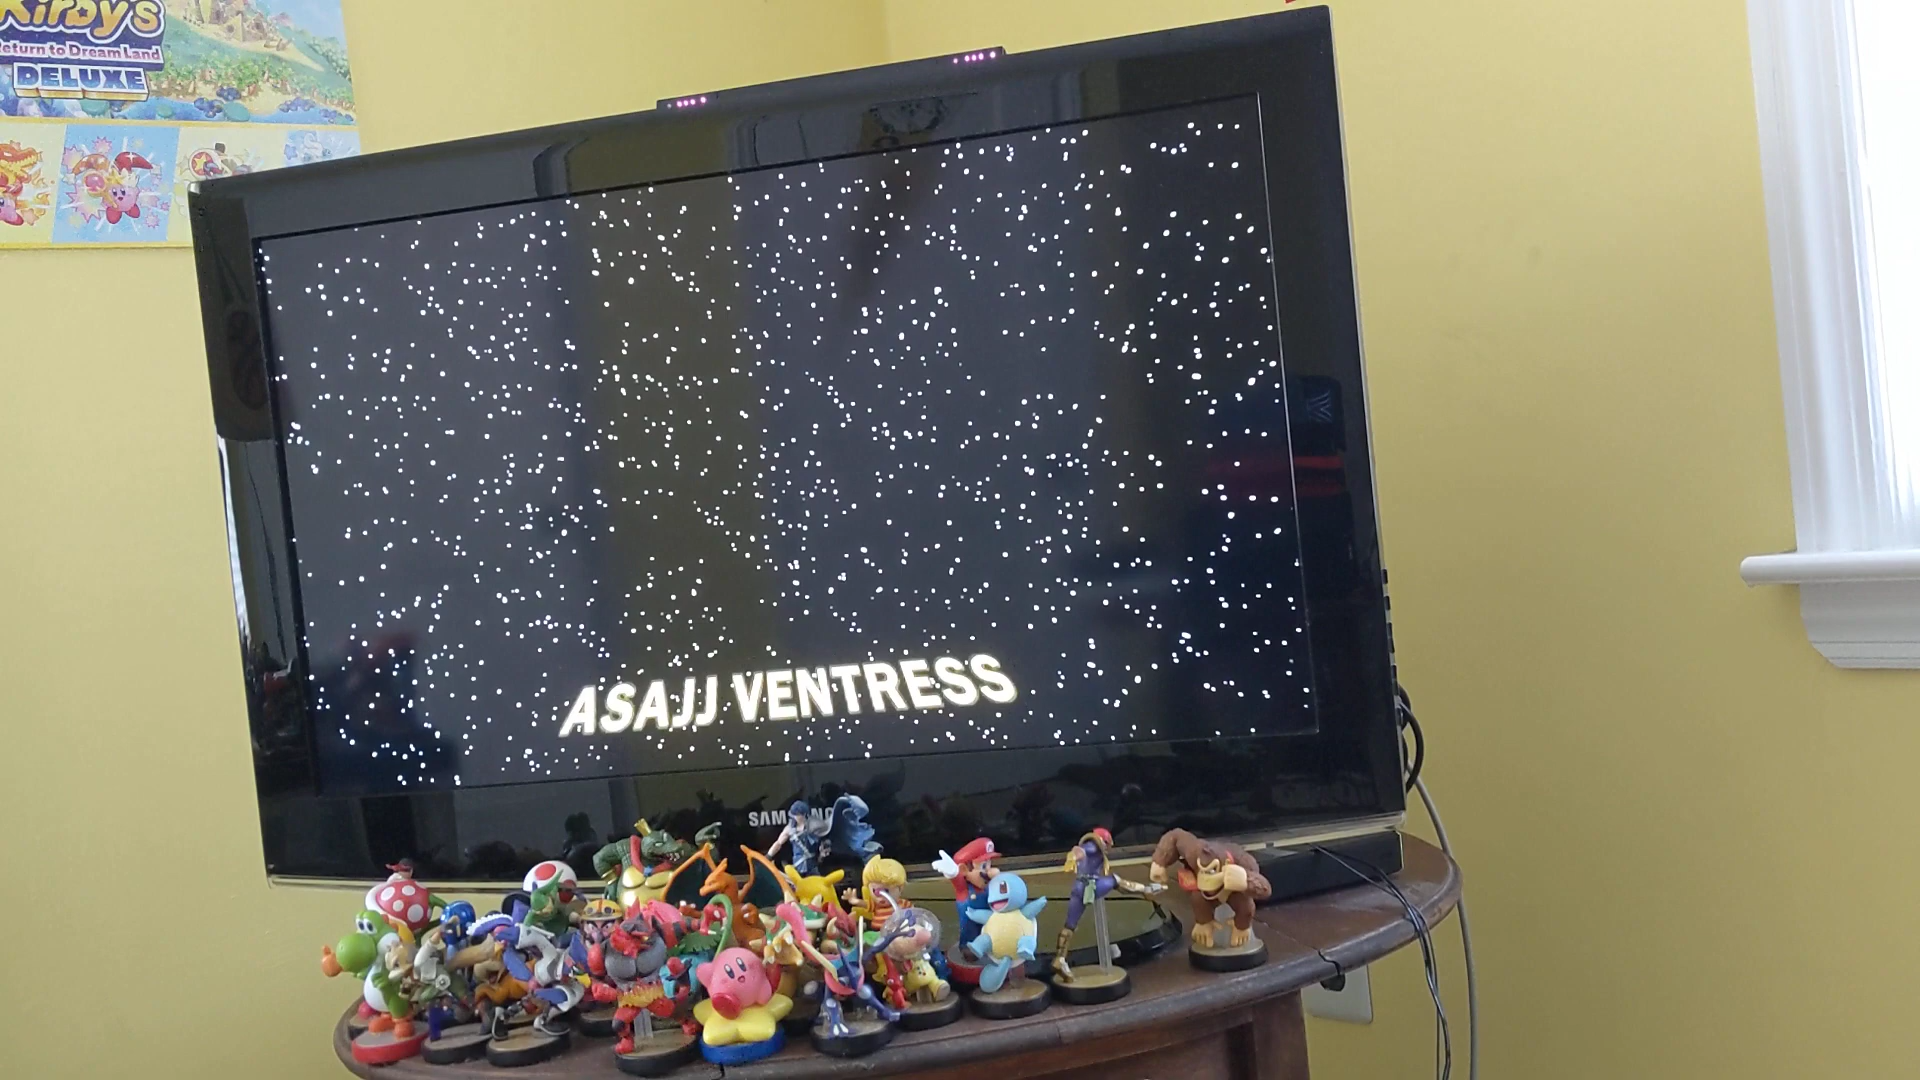 Kirby's
Return to Dream Land
DELUXE
ASAJJ VENTRESS
SAMSUNG